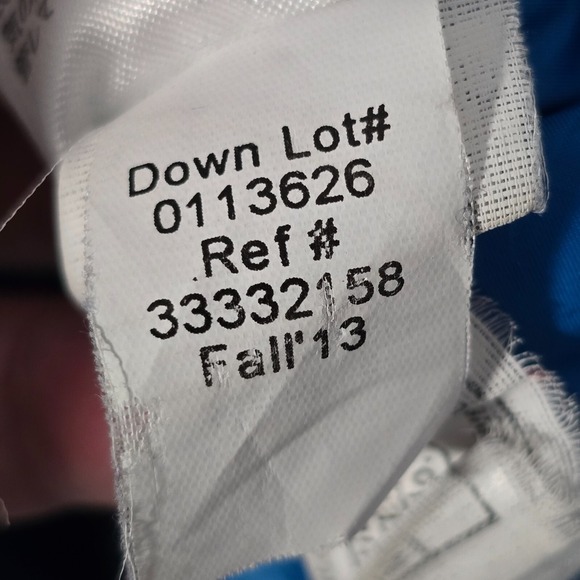 Down Lot#
0113626
Ref #
33332158
Fall'13